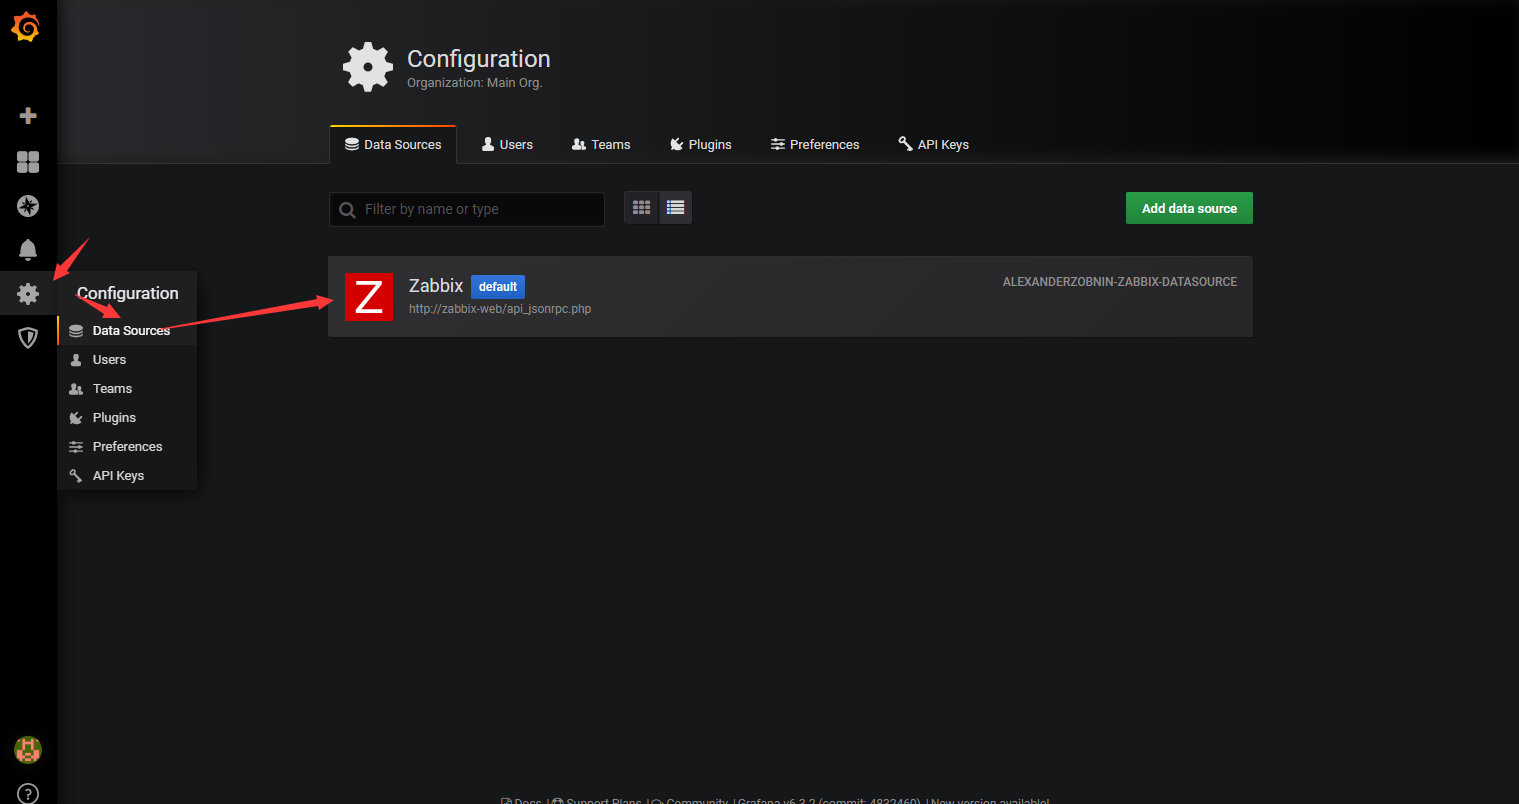 Configuration
Organization: Main Org.
Data Sources
Users
Teams
Plugins
Preferences
API Keys
Filter by name or type
Add data source
Z
Zabbix
default
ALEXANDERZOBNIN-ZABBIX-DATASOURCE
http://zabbix-web/api_jsonrpc.php
Configuration
Data Sources
Users
Teams
Plugins
Preferences
API Keys
?
Docs | Support Plans | Community | Grafana v6.3.2 (commit: 4832460) | New version available!